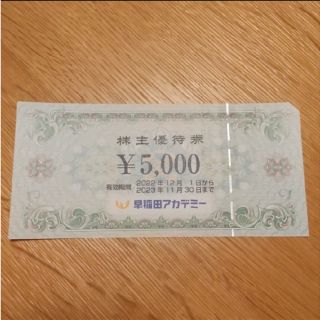 株主優待券
¥5,000
有効期間 2022年12月 1日から
2023年11月30日まで
早稲田アカデミー